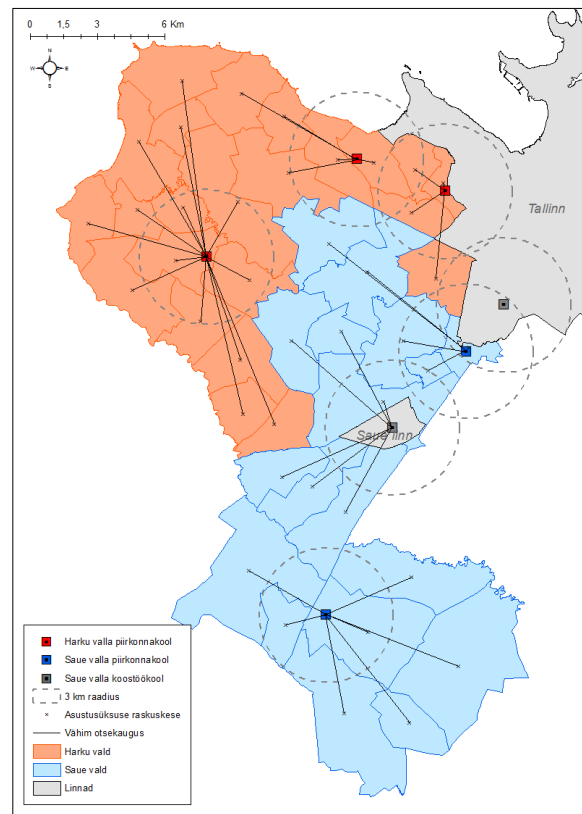 0 1,5 3 6 Km
N
W E
S
Tallinn
Saue linn
Harku valla piirkonnakool
Saue valla piirkonnakool
Saue valla koostöökool
3 km raadius
Asustusüksuse raskuskese
Vähim otsekaugus
Harku vald
Saue vald
Linnad